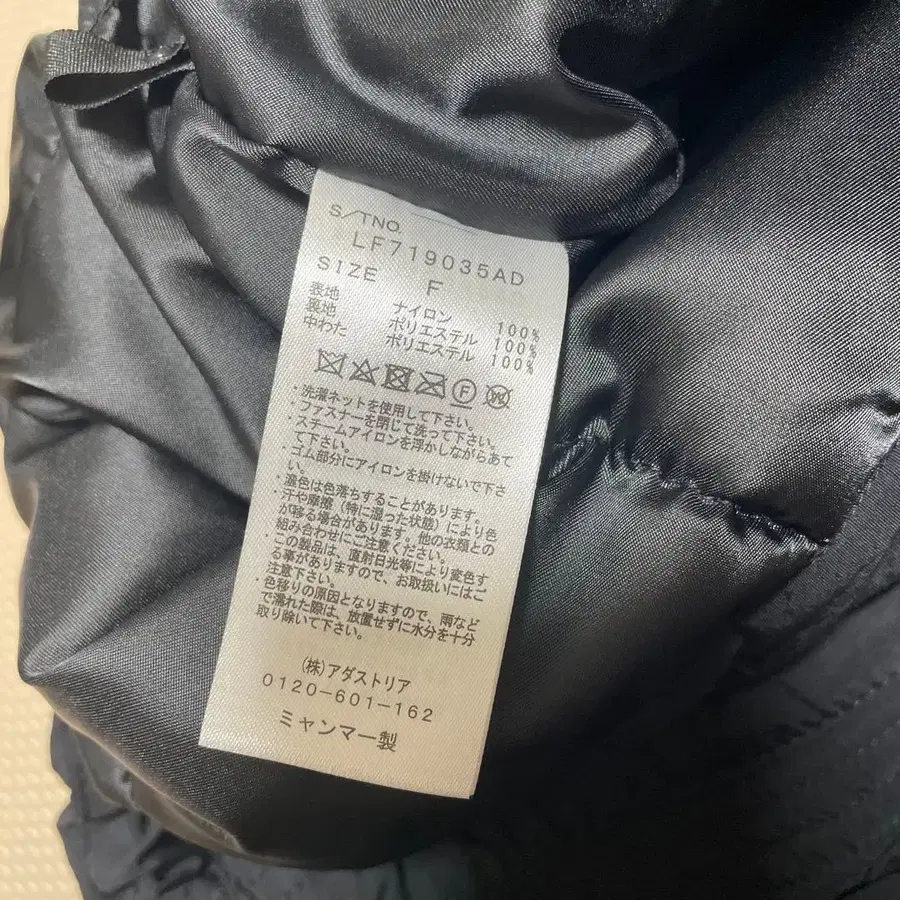 S/TNO
LF719035AD
SIZE F
表地 ナイロン 100%
裏地 ポリエステル 100%
中わた ポリエステル 100%
F W
・洗濯ネットを使用して下さい。
・ファスナーを閉じて洗って下さい。
・スチームアイロンを浮かしながらあて
て下さい。
・ゴム部分にアイロンを掛けないで下さ
い。
・濃色は色落ちすることがあります。
・汗や摩擦（特に湿った状態）により色
が移る場合があります。他の衣類との
組み合わせにご注意ください。
・この製品は、直射日光等により変色す
る事がありますので、お取扱いにはご
注意下さい。
・色移りの原因となりますので、雨など
で濡れた際は、放置せずに水分を十分
取り除いて下さい。
(株)アダストリア
0120-601-162
ミャンマー製